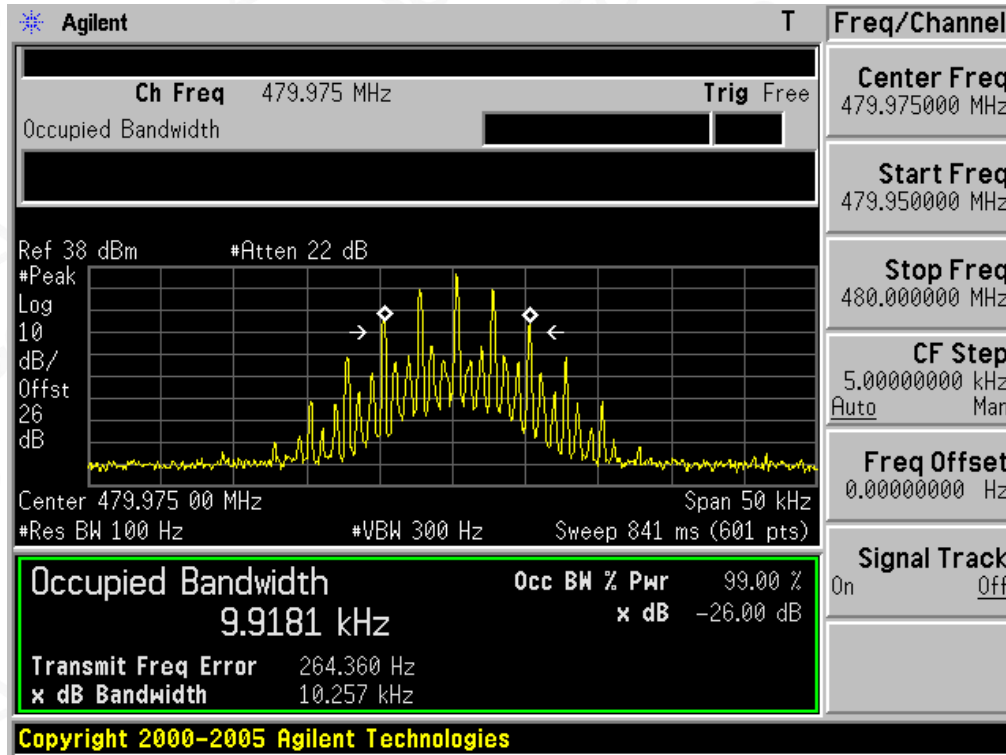 Agilent T Freq/Channel
Ch Freq 479.975 MHz Trig Free
Occupied Bandwidth
Center Freq
479.975000 MHz
Start Freq
479.950000 MHz
Stop Freq
480.000000 MHz
CF Step
5.00000000 kHz
Auto Man
Freq Offset
0.00000000 Hz
Signal Track
On Off
Ref 38 dBm #Atten 22 dB
#Peak
Log
10
dB/
Offst
26
dB
Center 479.975 00 MHz Span 50 kHz
#Res BW 100 Hz #VBW 300 Hz Sweep 841 ms (601 pts)
Occupied Bandwidth Occ BW % Pwr 99.00 %
9.9181 kHz x dB -26.00 dB
Transmit Freq Error 264.360 Hz
x dB Bandwidth 10.257 kHz
Copyright 2000-2005 Agilent Technologies